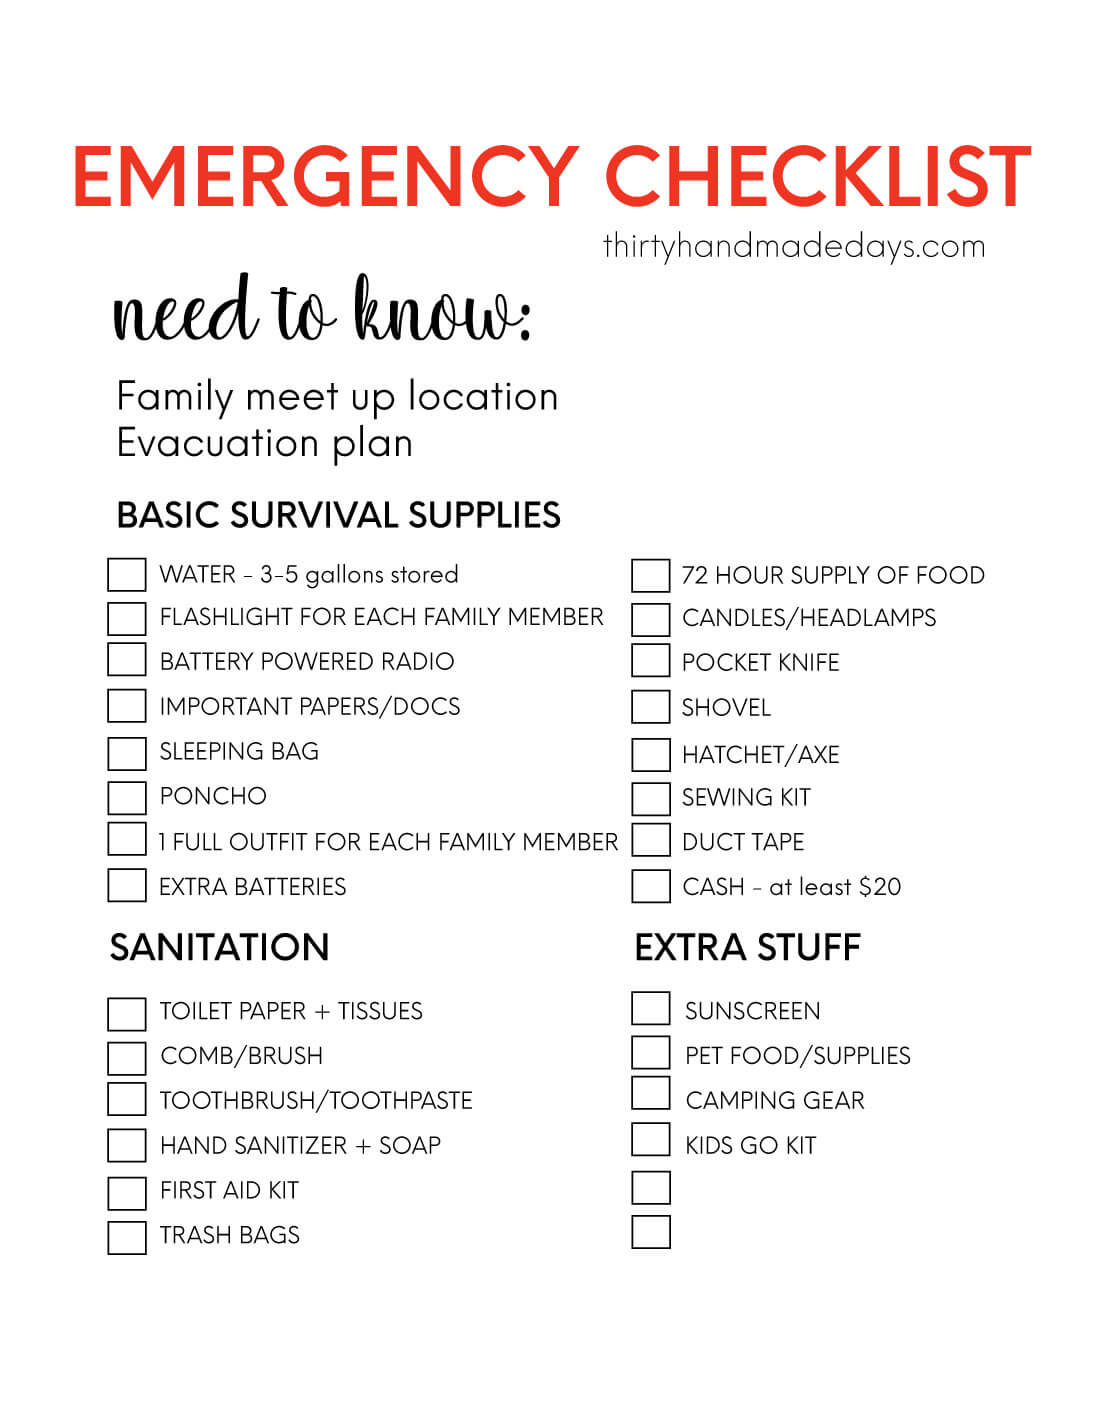 EMERGENCY CHECKLIST
thirtyhandmadedays.com
need to know:
Family meet up location
Evacuation plan
BASIC SURVIVAL SUPPLIES
WATER - 3-5 gallons stored
FLASHLIGHT FOR EACH FAMILY MEMBER
BATTERY POWERED RADIO
IMPORTANT PAPERS/DOCS
SLEEPING BAG
PONCHO
1 FULL OUTFIT FOR EACH FAMILY MEMBER
EXTRA BATTERIES
72 HOUR SUPPLY OF FOOD
CANDLES/HEADLAMPS
POCKET KNIFE
SHOVEL
HATCHET/AXE
SEWING KIT
DUCT TAPE
CASH - at least $20
SANITATION
TOILET PAPER + TISSUES
COMB/BRUSH
TOOTHBRUSH/TOOTHPASTE
HAND SANITIZER + SOAP
FIRST AID KIT
TRASH BAGS
EXTRA STUFF
SUNSCREEN
PET FOOD/SUPPLIES
CAMPING GEAR
KIDS GO KIT